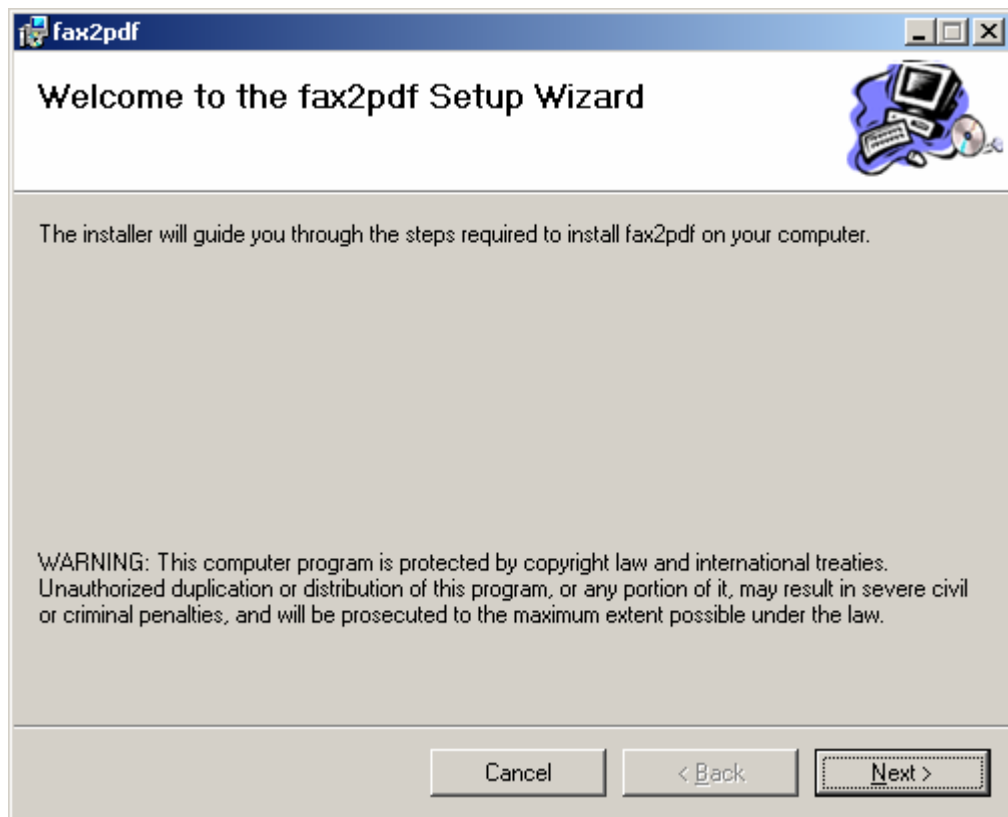 fax2pdf
Welcome to the fax2pdf Setup Wizard
The installer will guide you through the steps required to install fax2pdf on your computer.
WARNING: This computer program is protected by copyright law and international treaties.
Unauthorized duplication or distribution of this program, or any portion of it, may result in severe civil
or criminal penalties, and will be prosecuted to the maximum extent possible under the law.
Cancel < Back Next >